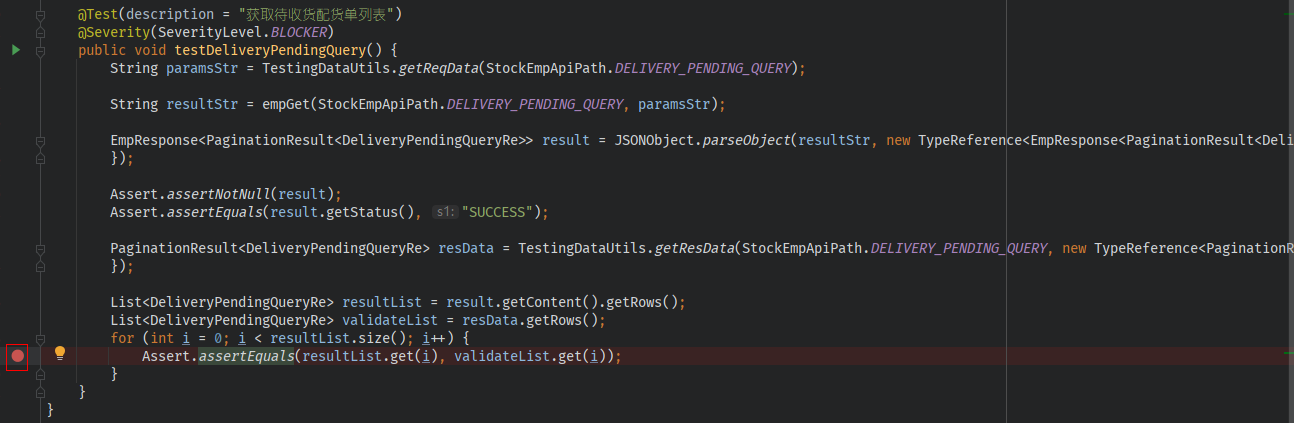 @Test(description = "获取待收货配货单列表")
@Severity(SeverityLevel.BLOCKER)
public void testDeliveryPendingQuery() {
String paramsStr = TestingDataUtils.getReqData(StockEmpApiPath.DELIVERY_PENDING_QUERY);
String resultStr = empGet(StockEmpApiPath.DELIVERY_PENDING_QUERY, paramsStr);
EmpResponse<PaginationResult<DeliveryPendingQueryRe>> result = JSONObject.parseObject(resultStr, new TypeReference<EmpResponse<PaginationResult<Deli
});
Assert.assertNotNull(result);
Assert.assertEquals(result.getStatus(), s1: "SUCCESS");
PaginationResult<DeliveryPendingQueryRe> resData = TestingDataUtils.getResData(StockEmpApiPath.DELIVERY_PENDING_QUERY, new TypeReference<PaginationR
});
List<DeliveryPendingQueryRe> resultList = result.getContent().getRows();
List<DeliveryPendingQueryRe> validateList = resData.getRows();
for (int i = 0; i < resultList.size(); i++) {
Assert.assertEquals(resultList.get(i), validateList.get(i));
}
}
}